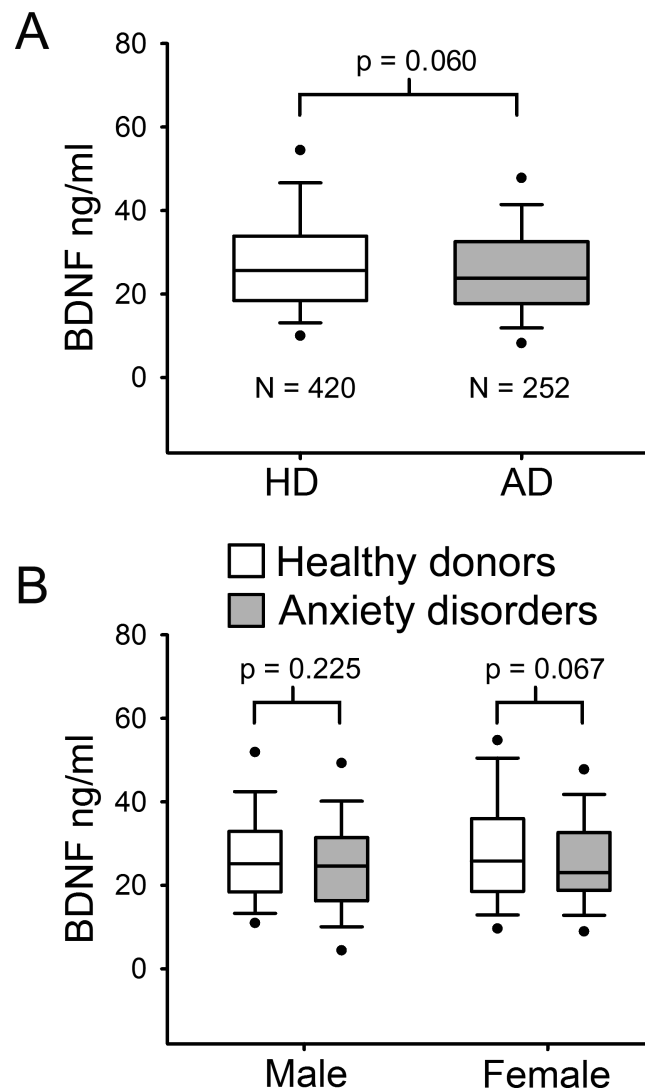 A
80
p = 0.060
60
40
20
0
BDNF ng/ml
N = 420 N = 252
HD AD
B
Healthy donors
Anxiety disorders
80
p = 0.225 p = 0.067
60
40
20
0
BDNF ng/ml
Male Female